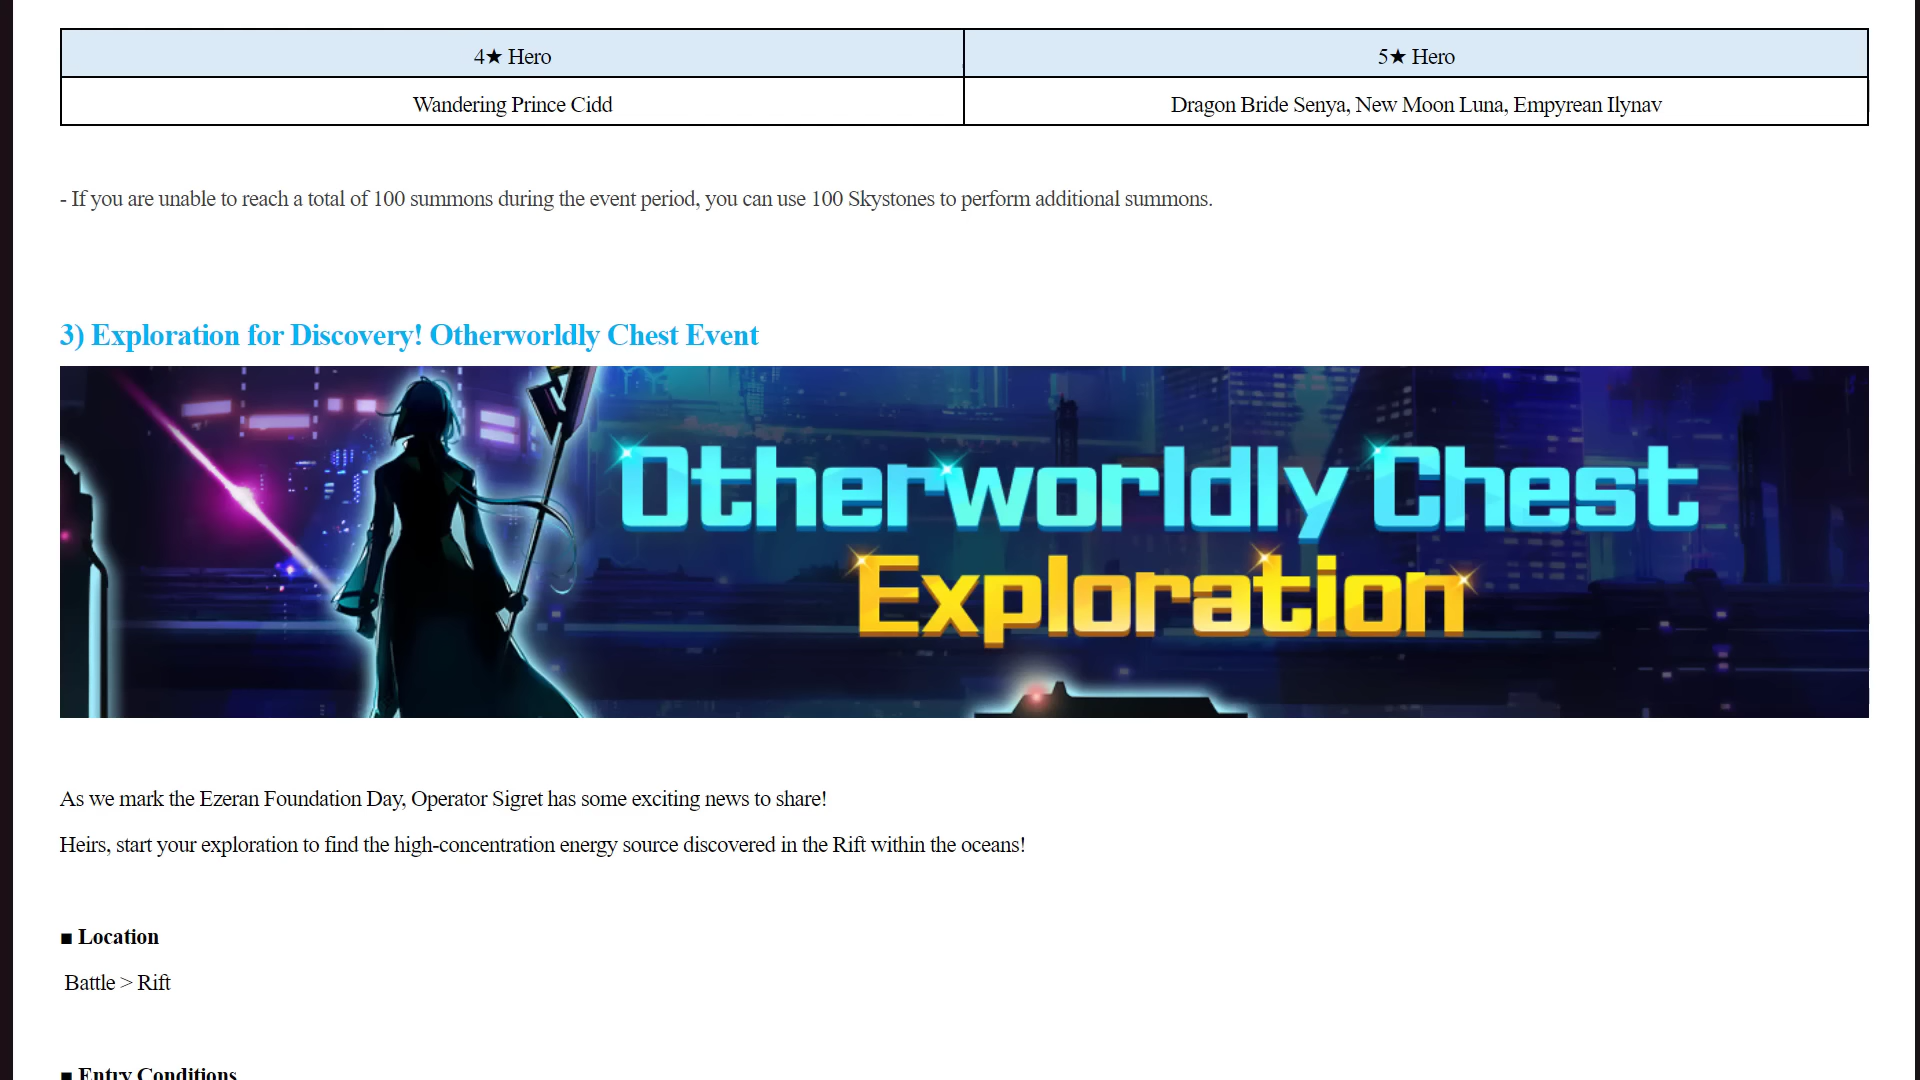 4★ Hero
5★ Hero
Wandering Prince Cidd
Dragon Bride Senya, New Moon Luna, Empyrean Ilynav
- If you are unable to reach a total of 100 summons during the event period, you can use 100 Skystones to perform additional summons.
3) Exploration for Discovery! Otherworldly Chest Event
Otherworldly Chest
Exploration
As we mark the Ezeran Foundation Day, Operator Sigret has some exciting news to share!
Heirs, start your exploration to find the high-concentration energy source discovered in the Rift within the oceans!
■ Location
Battle > Rift
■ Entry Conditions